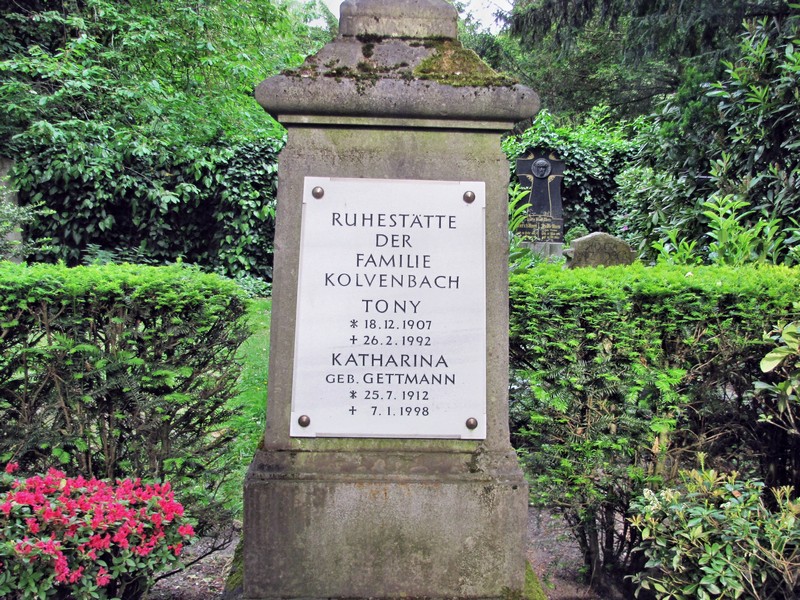 RUHESTÄTTE
DER
FAMILIE
KOLVENBACH
TONY
* 18.12.1907
+ 26.2.1992
KATHARINA
GEB. GETTMANN
* 25.7.1912
+ 7.1.1998